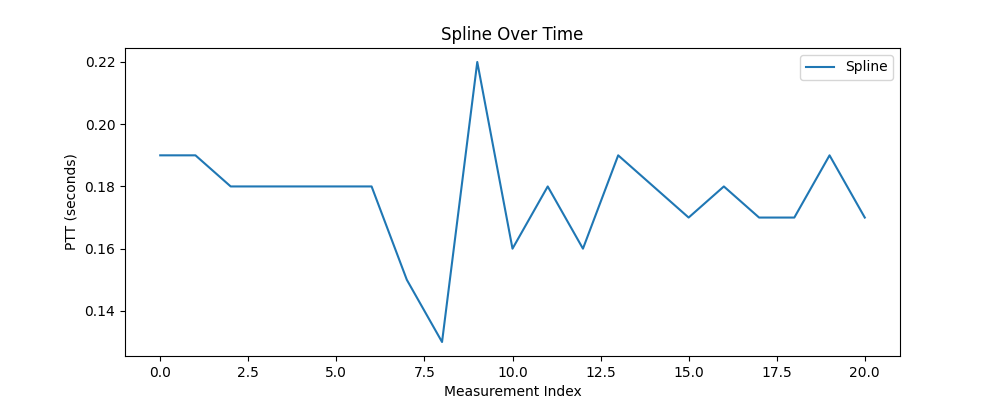 Spline Over Time
Spline
0.22
0.20
0.18
0.16
0.14
PTT (seconds)
0.0 2.5 5.0 7.5 10.0 12.5 15.0 17.5 20.0
Measurement Index